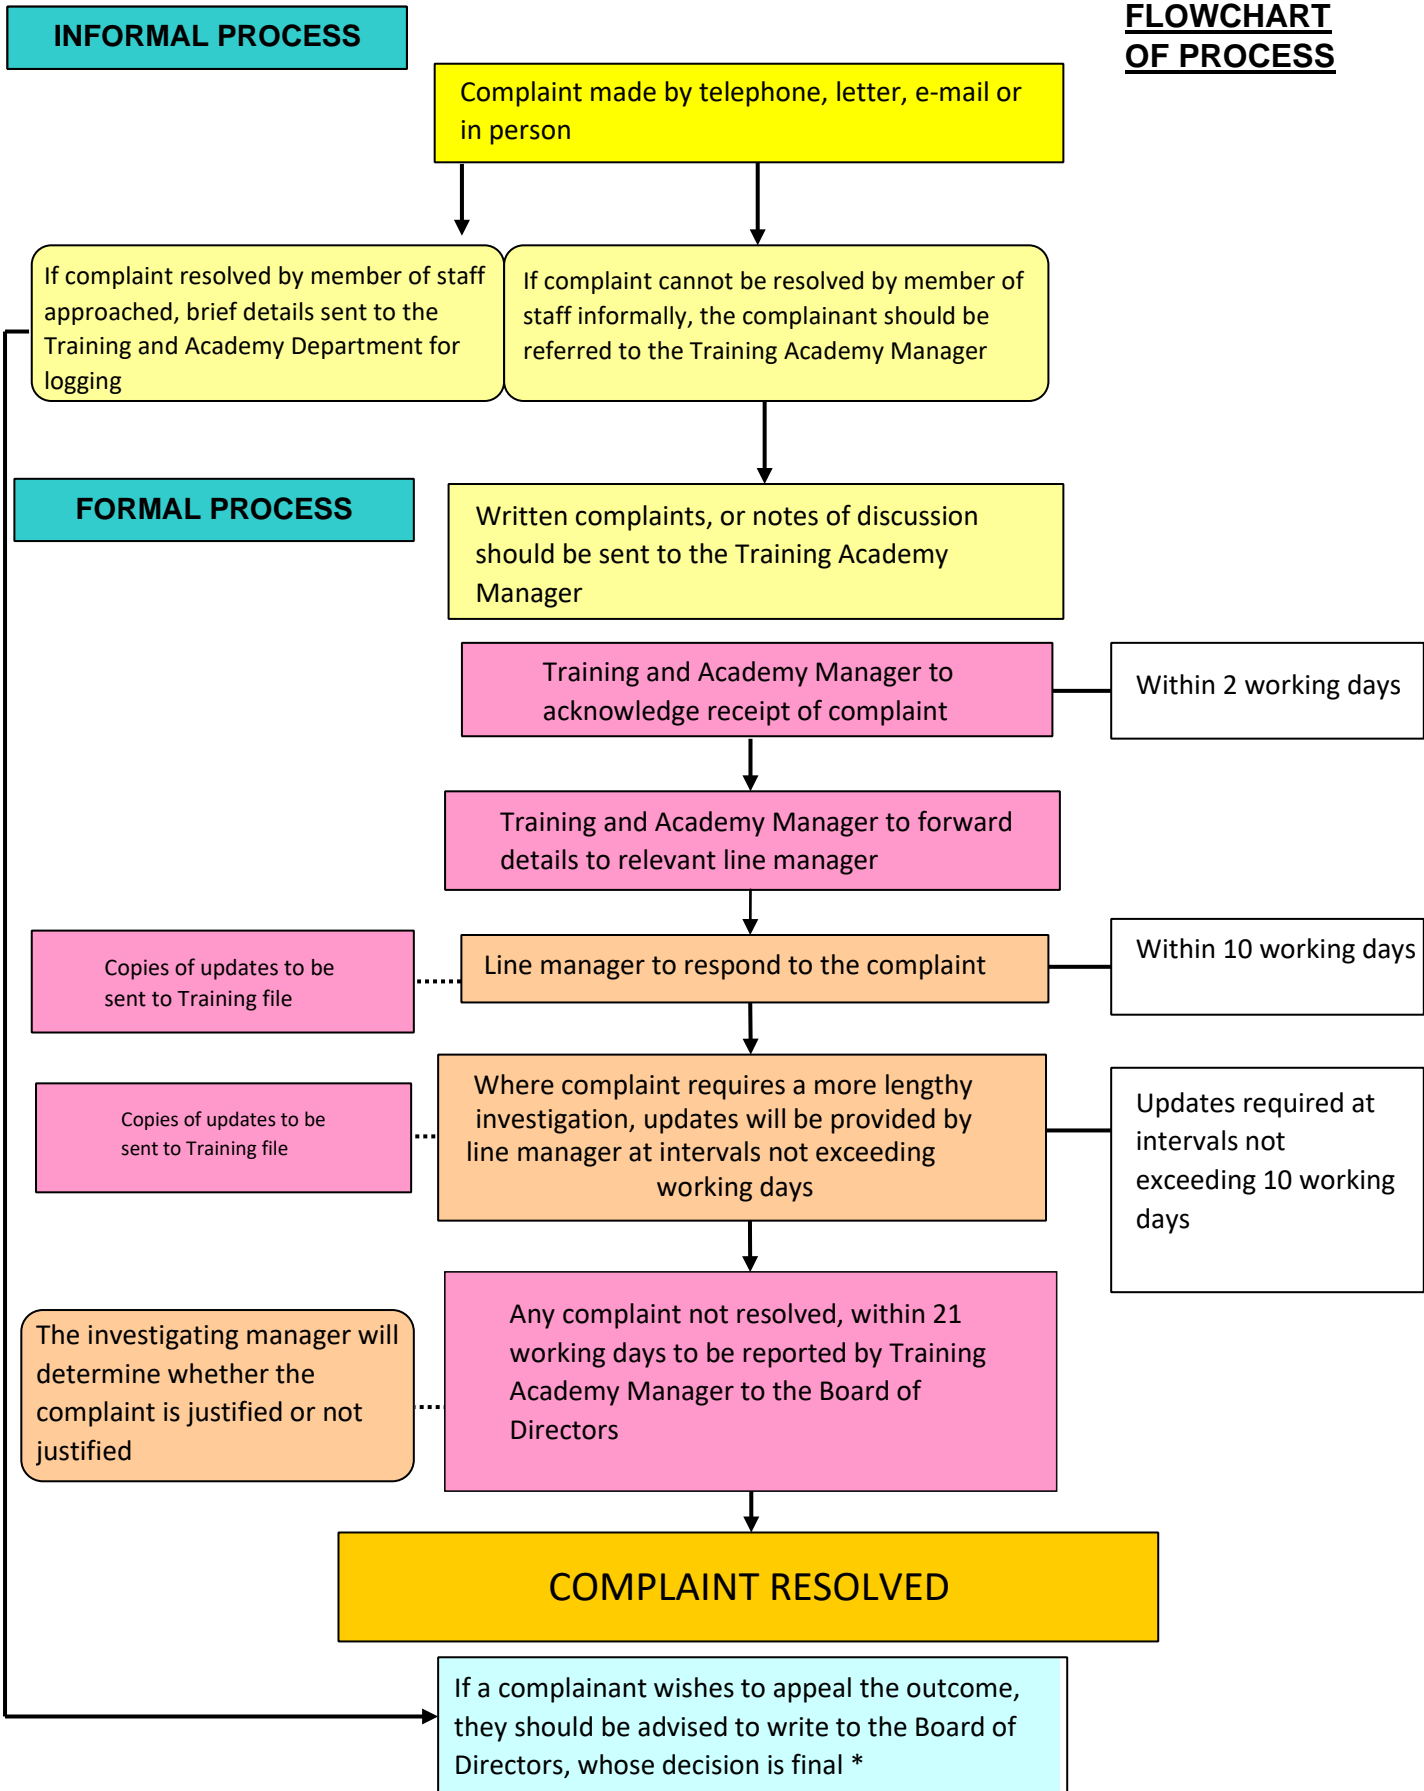 FLOWCHART
OF PROCESS
INFORMAL PROCESS
Complaint made by telephone, letter, e-mail or
in person
If complaint resolved by member of staff
approached, brief details sent to the
Training and Academy Department for
logging
If complaint cannot be resolved by member of
staff informally, the complainant should be
referred to the Training Academy Manager
FORMAL PROCESS
Written complaints, or notes of discussion
should be sent to the Training Academy
Manager
Training and Academy Manager to
acknowledge receipt of complaint
Within 2 working days
Training and Academy Manager to forward
details to relevant line manager
Copies of updates to be
sent to Training file
Line manager to respond to the complaint
Within 10 working days
Copies of updates to be
sent to Training file
Where complaint requires a more lengthy
investigation, updates will be provided by
line manager at intervals not exceeding
working days
Updates required at
intervals not
exceeding 10 working
days
The investigating manager will
determine whether the
complaint is justified or not
justified
Any complaint not resolved, within 21
working days to be reported by Training
Academy Manager to the Board of
Directors
COMPLAINT RESOLVED
If a complainant wishes to appeal the outcome,
they should be advised to write to the Board of
Directors, whose decision is final *